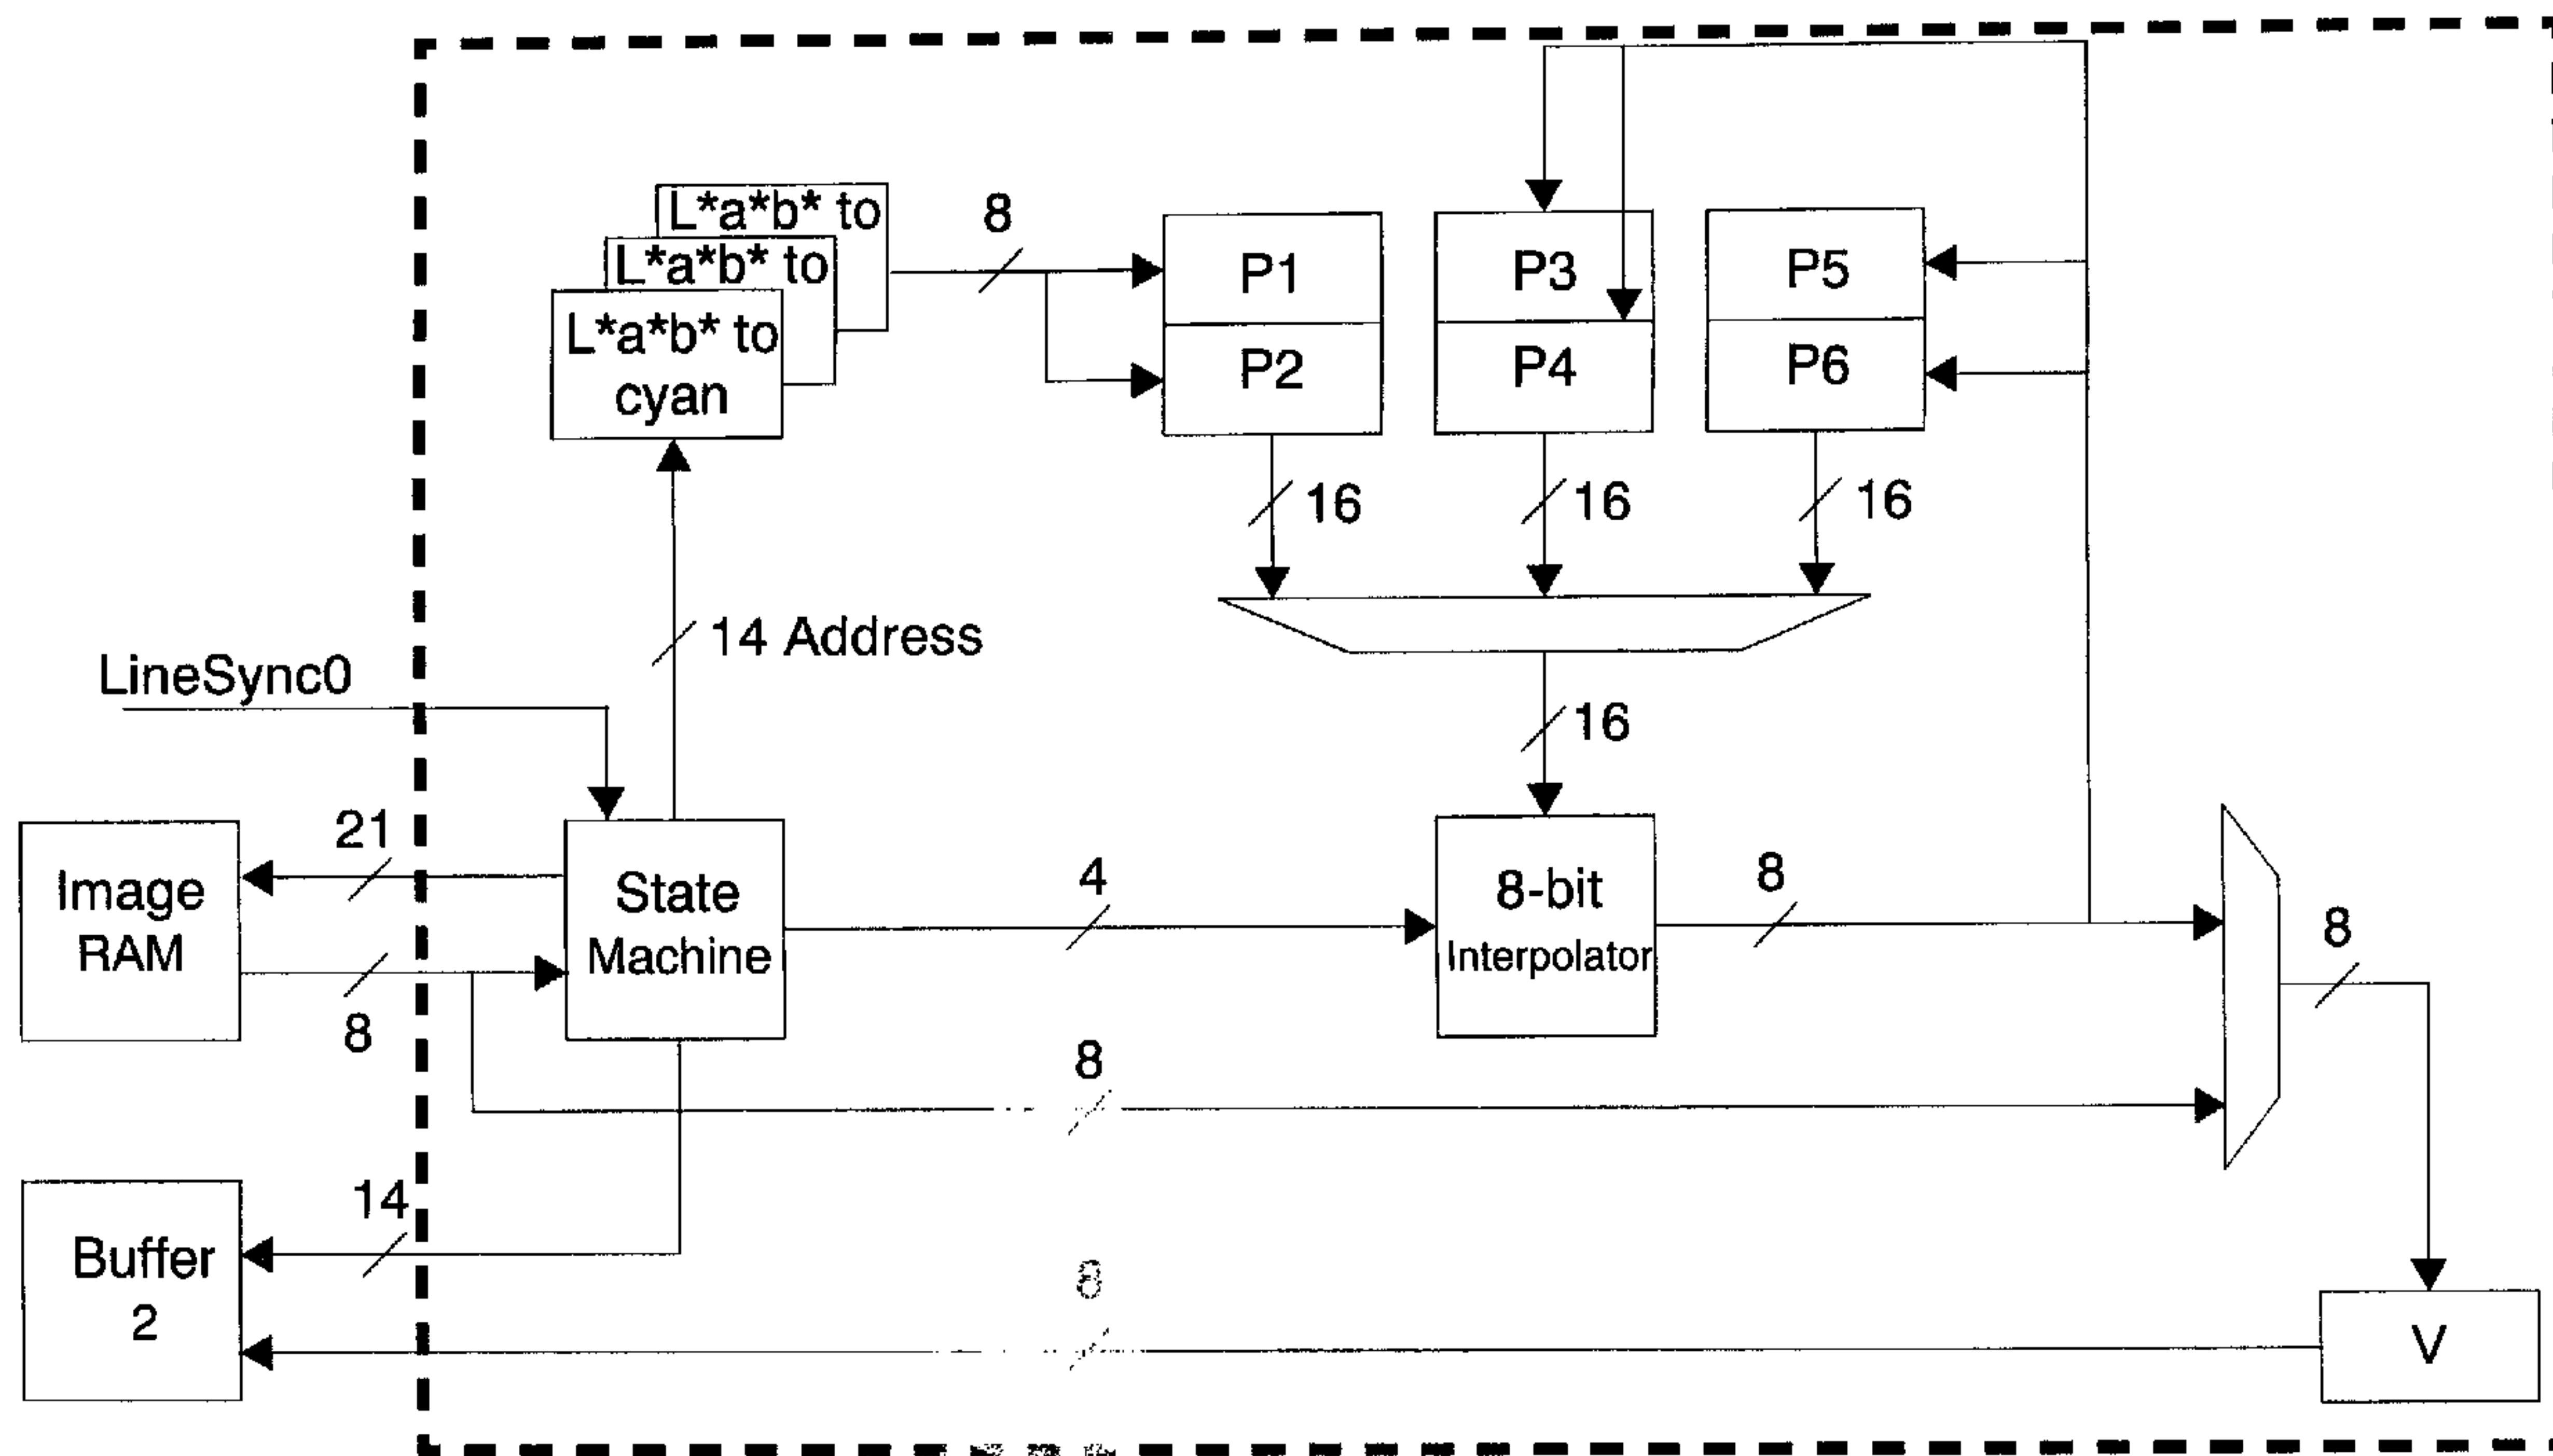 L*a*b* to
L*a*b* to
L*a*b* to
cyan
8
P1
P2
P3
P4
P5
P6
16
16
16
14 Address
LineSync0
16
21
Image
RAM
8
State
Machine
4
8-bit
Interpolator
8
8
8
14
Buffer
2
8
V